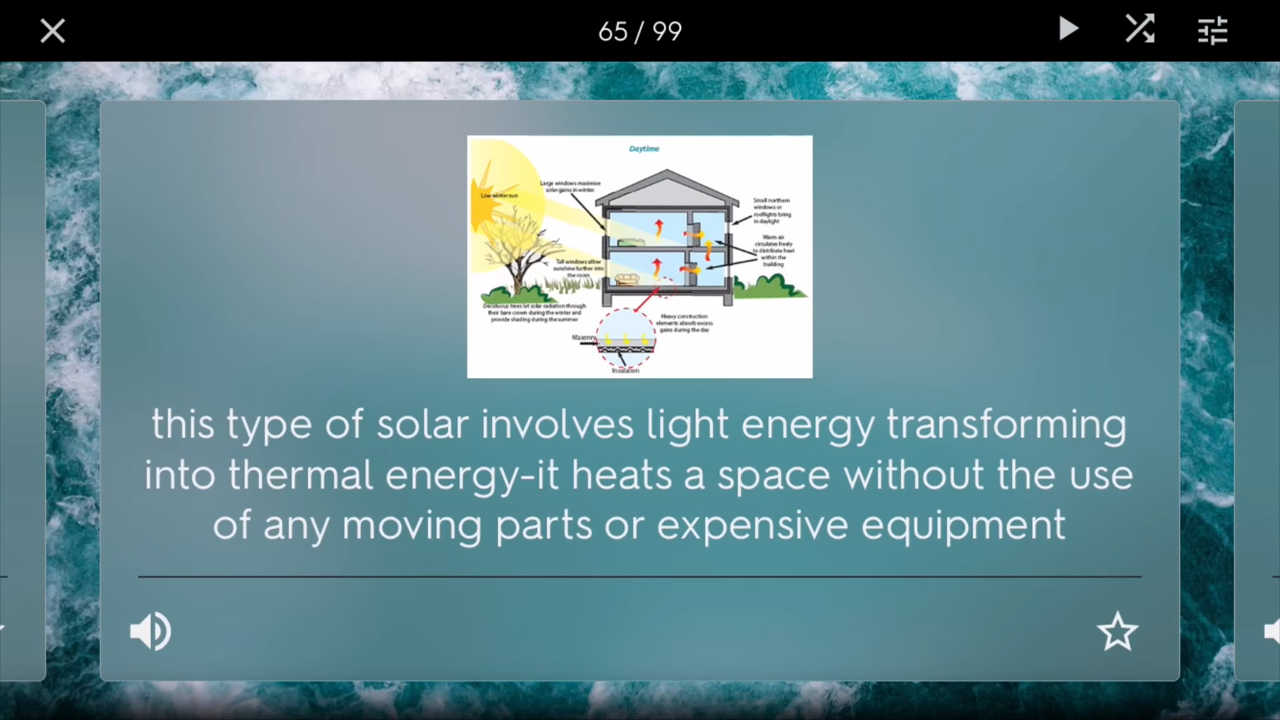 65 / 99
Daytime
Low winter sun
Large windows maximise
solar gains in winter.
Small northern
windows or
rooflights bring
in daylight
Warm air
circulates freely
to distribute heat
within the
building
Tall windows allow
sunshine further into
the room
Deciduous trees let solar radiation through
their bare crown during the winter and
provide shading during the summer
Heavy construction
elements absorb excess
gains during the day
Masonry
Insulation
this type of solar involves light energy transforming
into thermal energy-it heats a space without the use
of any moving parts or expensive equipment